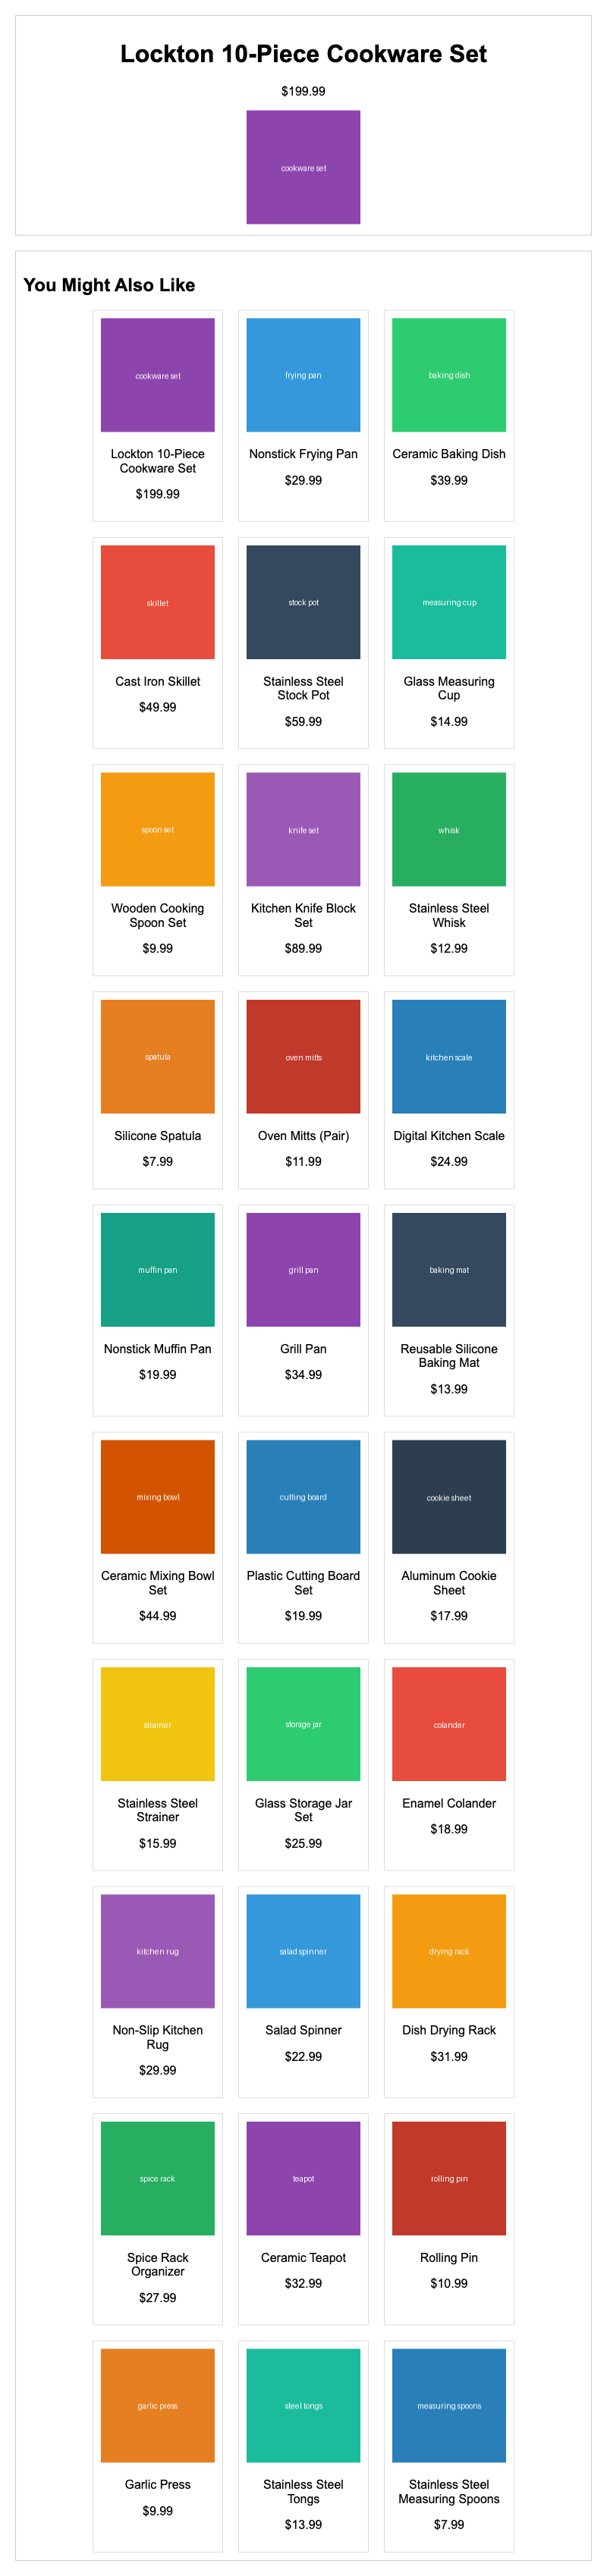 Lockton 10-Piece Cookware Set
$199.99
cookware set
You Might Also Like
cookware set
Lockton 10-Piece
Cookware Set
$199.99
frying pan
Nonstick Frying Pan
$29.99
baking dish
Ceramic Baking Dish
$39.99
skillet
Cast Iron Skillet
$49.99
stock pot
Stainless Steel
Stock Pot
$59.99
measuring cup
Glass Measuring
Cup
$14.99
spoon set
Wooden Cooking
Spoon Set
$9.99
knife set
Kitchen Knife Block
Set
$89.99
whisk
Stainless Steel
Whisk
$12.99
spatula
Silicone Spatula
$7.99
oven mitts
Oven Mitts (Pair)
$11.99
kitchen scale
Digital Kitchen Scale
$24.99
muffin pan
Nonstick Muffin Pan
$19.99
grill pan
Grill Pan
$34.99
baking mat
Reusable Silicone
Baking Mat
$13.99
mixing bowl
Ceramic Mixing Bowl
Set
$44.99
cutting board
Plastic Cutting Board
Set
$19.99
cookie sheet
Aluminum Cookie
Sheet
$17.99
strainer
Stainless Steel
Strainer
$15.99
storage jar
Glass Storage Jar
Set
$25.99
colander
Enamel Colander
$18.99
kitchen rug
Non-Slip Kitchen
Rug
$29.99
salad spinner
Salad Spinner
$22.99
drying rack
Dish Drying Rack
$31.99
spice rack
Spice Rack
Organizer
$27.99
teapot
Ceramic Teapot
$32.99
rolling pin
Rolling Pin
$10.99
garlic press
Garlic Press
$9.99
steel tongs
Stainless Steel
Tongs
$13.99
measuring spoons
Stainless Steel
Measuring Spoons
$7.99